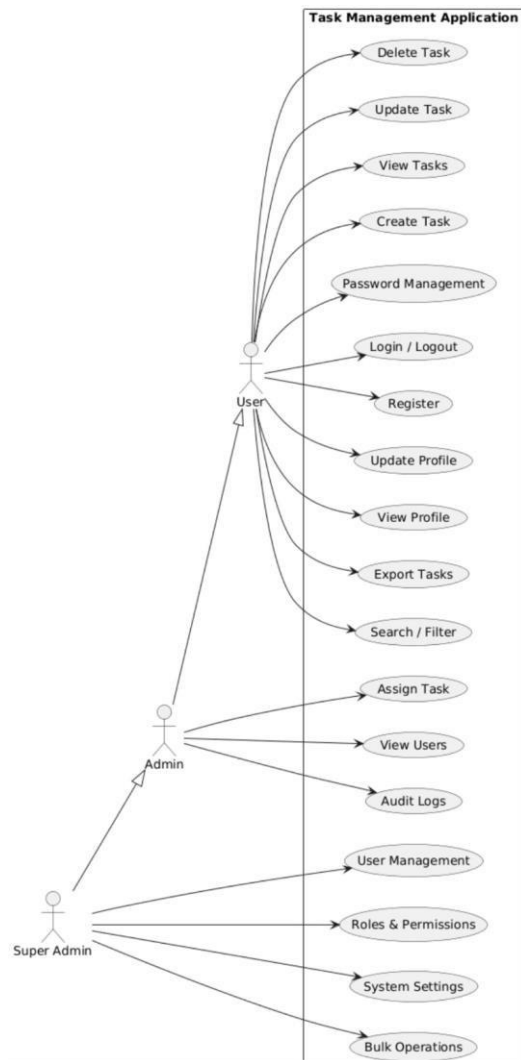 Task Management Application
Delete Task
Update Task
View Tasks
Create Task
Password Management
Login / Logout
User
Register
Update Profile
View Profile
Export Tasks
Search / Filter
Assign Task
View Users
Admin
Audit Logs
User Management
Roles & Permissions
Super Admin
System Settings
Bulk Operations